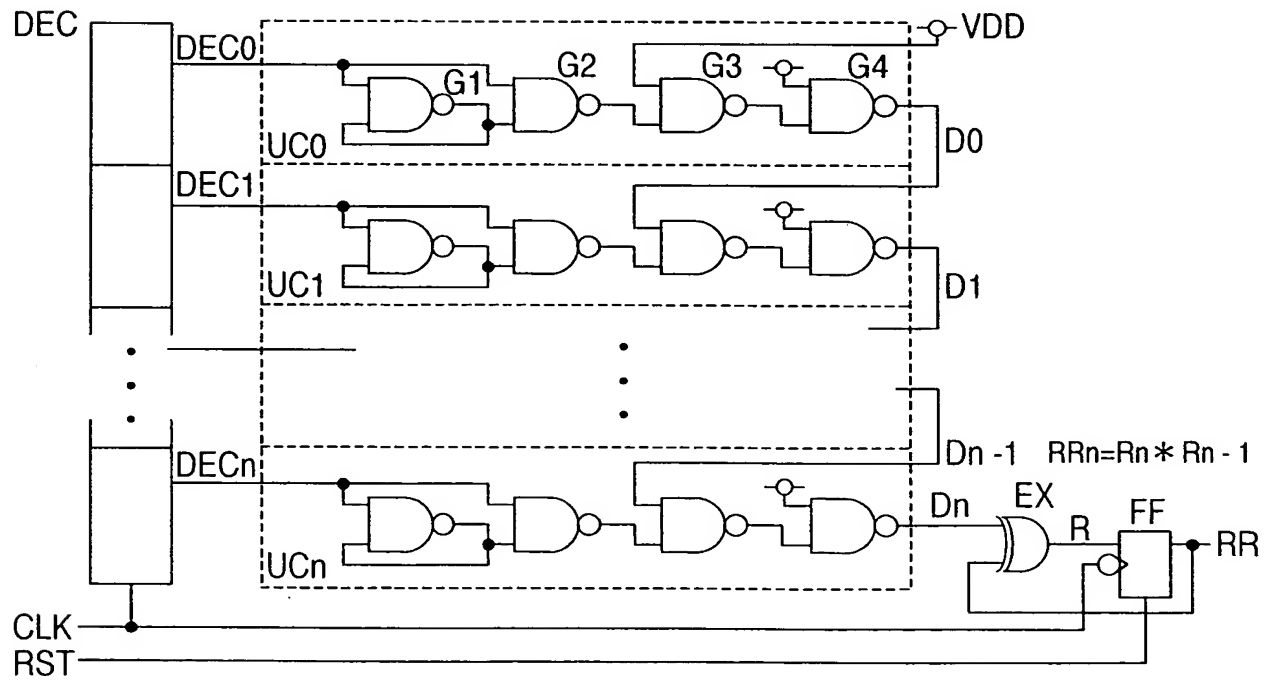 DEC
DEC0
VDD
G1
G2
G3
G4
UC0
D0
DEC1
UC1
D1
DECn
Dn -1
RRn=Rn* Rn - 1
UCn
Dn
EX
R
FF
RR
CLK
RST